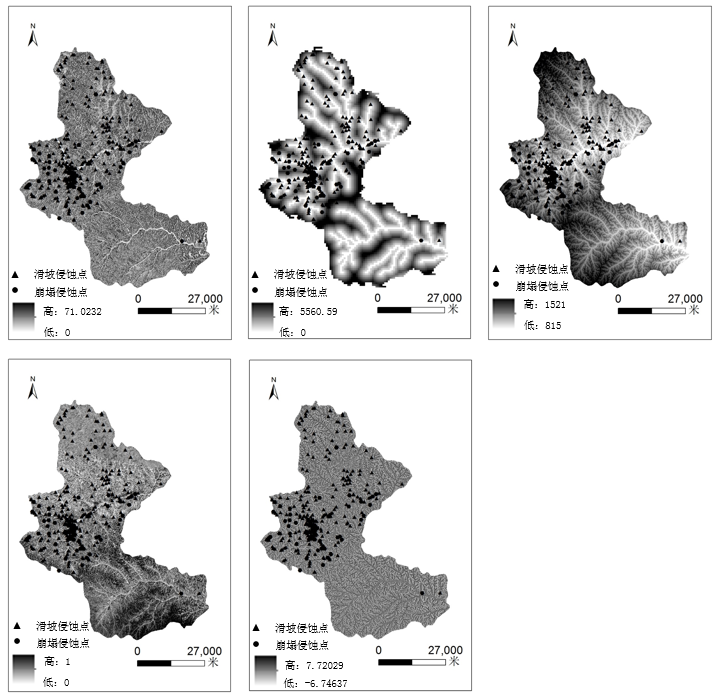 N
滑坡侵蚀点
崩塌侵蚀点
高: 71.0232
低: 0
0 27,000
米
N
滑坡侵蚀点
崩塌侵蚀点
高: 5560.59
低: 0
0 27,000
米
N
滑坡侵蚀点
崩塌侵蚀点
高: 1521
低: 815
0 27,000
米
N
滑坡侵蚀点
崩塌侵蚀点
高: 1
低: 0
0 27,000
米
N
滑坡侵蚀点
崩塌侵蚀点
高: 7.72029
低: -6.74637
0 27,000
米